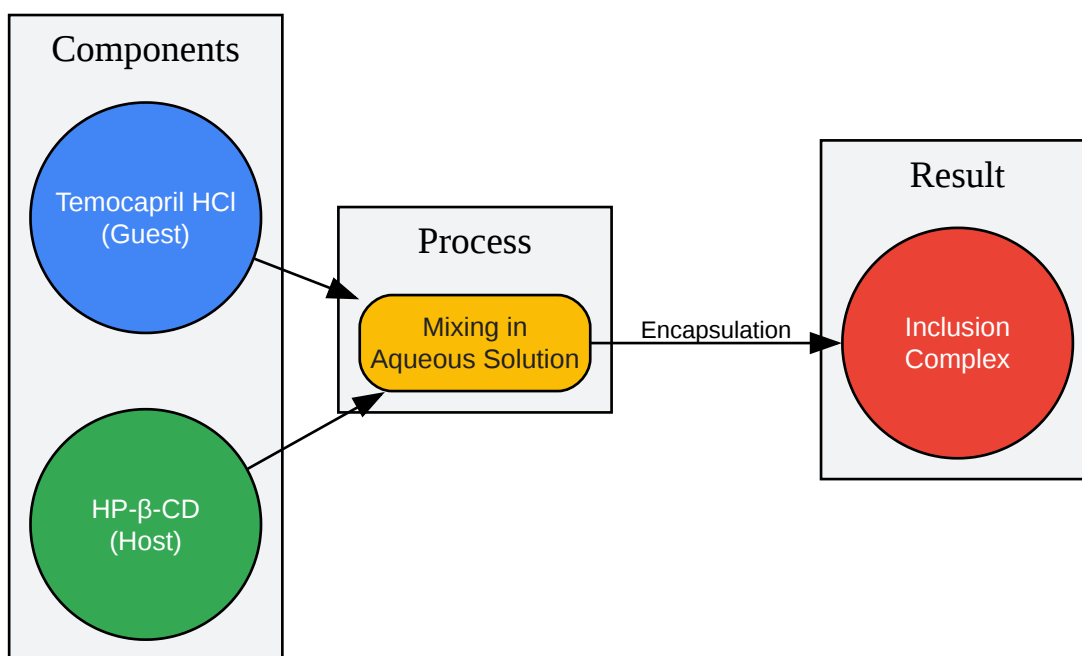 Components
Temocapril HCl
(Guest)
HP-β-CD
(Host)
Process
Mixing in
Aqueous Solution
Encapsulation
Result
Inclusion
Complex